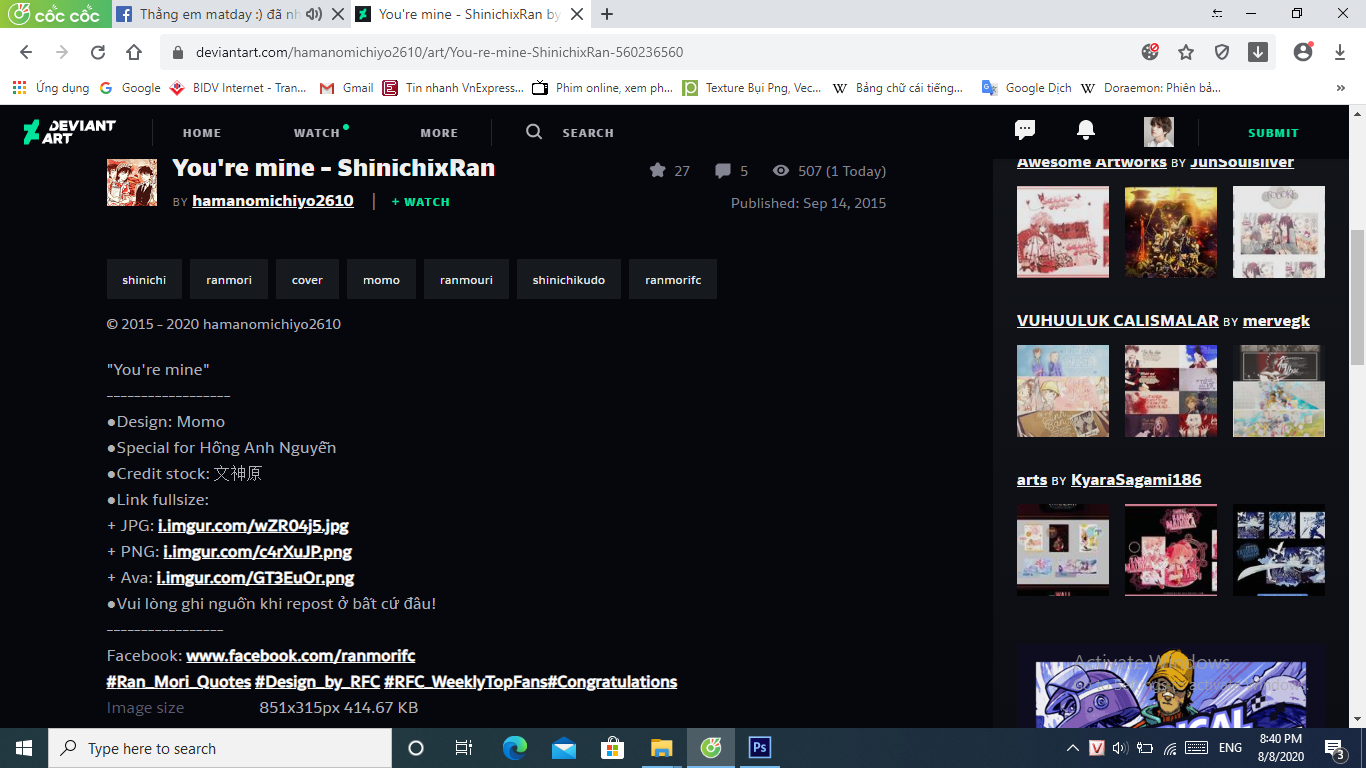 cốc cốc
Thằng em matday :) đã nh
You're mine - ShinichixRan by
deviantart.com/hamanomichiyo2610/art/You-re-mine-ShinichixRan-560236560
Ứng dụng
Google
BIDV Internet - Tran...
Gmail
Tin nhanh VnExpress...
Phim online, xem ph...
Texture Bụi Png, Vec...
Bảng chữ cái tiếng...
Google Dịch
Doraemon: Phiên bả...
»
DEVIANT ART
HOME
WATCH
MORE
SEARCH
SUBMIT
You're mine - ShinichixRan
27
5
507 (1 Today)
BY hamanomichiyo2610
+ WATCH
Published: Sep 14, 2015
shinichi
ranmori
cover
momo
ranmouri
shinichikudo
ranmorifc
© 2015 - 2020 hamanomichiyo2610
"You're mine"
------------------
●Design: Momo
●Special for Hồng Anh Nguyễn
●Credit stock: 文神原
●Link fullsize:
+ JPG: i.imgur.com/wZR04j5.jpg
+ PNG: i.imgur.com/c4rXuJP.png
+ Ava: i.imgur.com/GT3EuOr.png
●Vui lòng ghi nguồn khi repost ở bất cứ đâu!
-----------------
Facebook: www.facebook.com/ranmorifc
#Ran_Mori_Quotes #Design_by_RFC #RFC_WeeklyTopFans#Congratulations
Image size 851x315px 414.67 KB
Awesome Artworks BY JunSoulsilver
VUHUULUK CALISMALAR BY mervegk
arts BY KyaraSagami186
Activate Windows
Type here to search
Ps
V
ENG
8:40 PM
8/8/2020
3